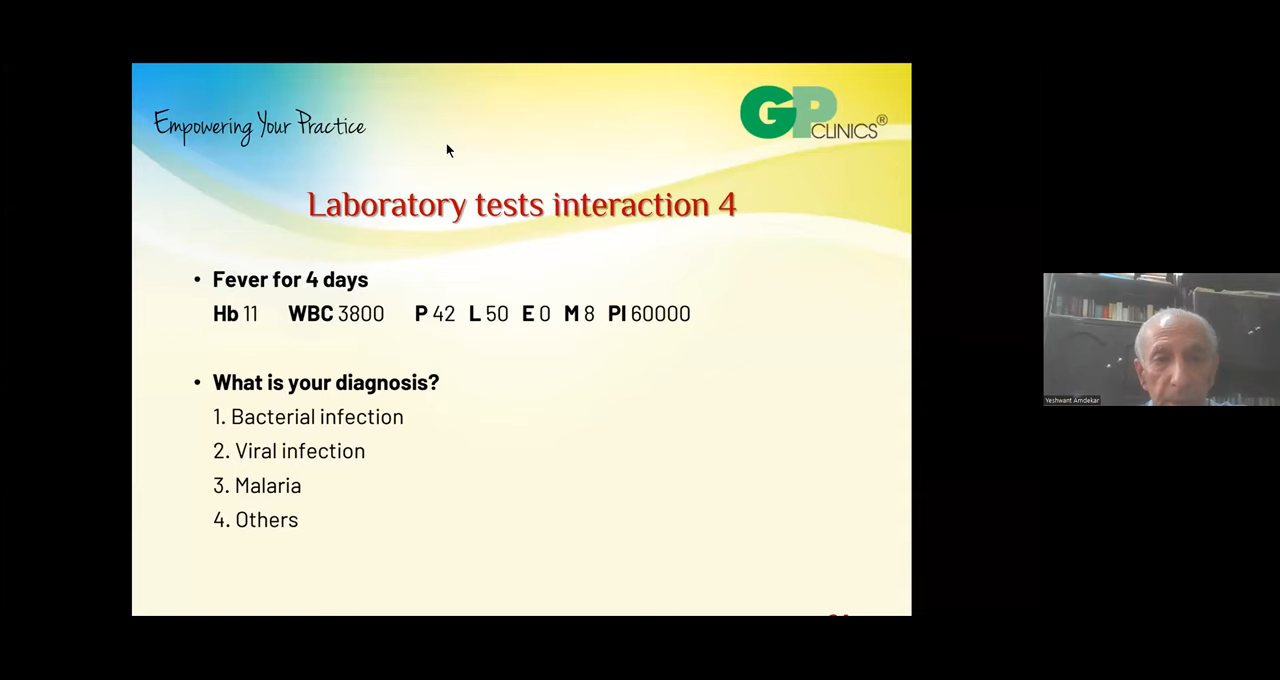 Empowering Your Practice
GP CLINICS®
Laboratory tests interaction 4
• Fever for 4 days
Hb 11 WBC 3800 P 42 L 50 E 0 M 8 Pl 60000
• What is your diagnosis?
1. Bacterial infection
2. Viral infection
3. Malaria
4. Others
Yeshwant Amdekar